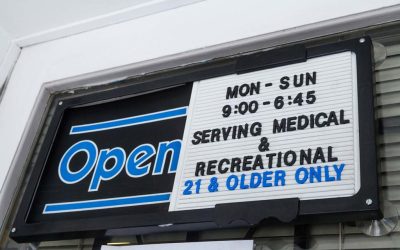 Open
MON - SUN
9:00 - 6:45
SERVING MEDICAL
&
RECREATIONAL
21 & OLDER ONLY